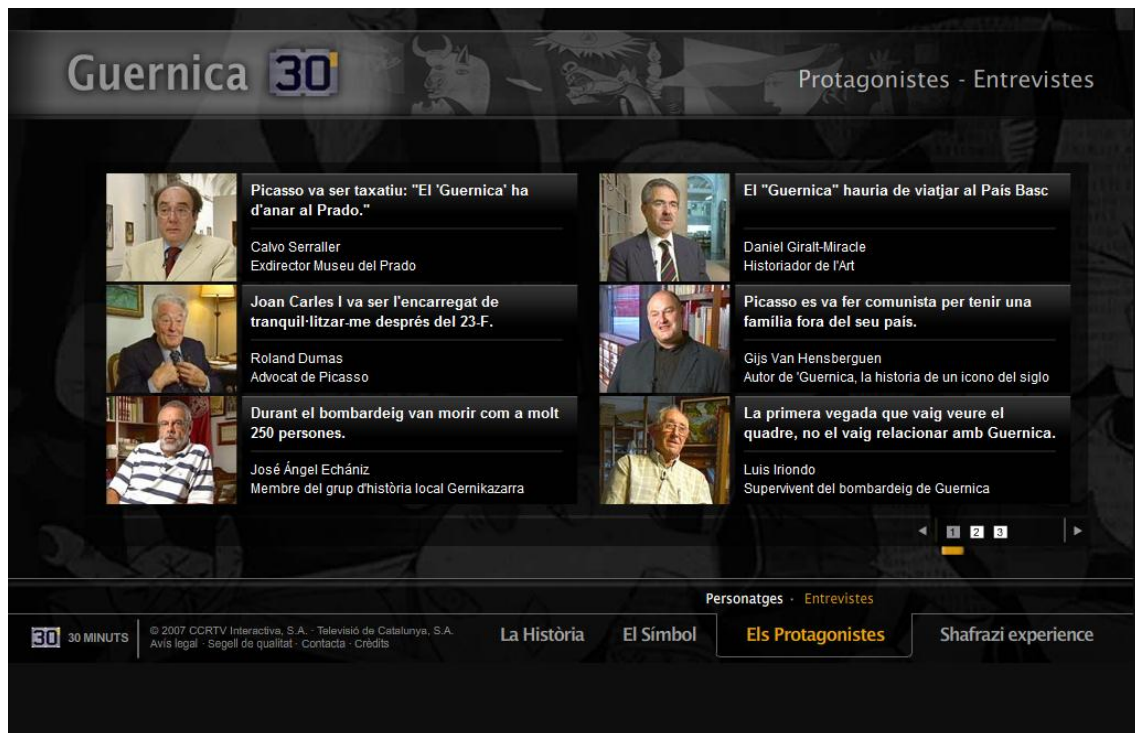 Guernica 30'
Protagonistes - Entrevistes
Picasso va ser taxatiu: "El 'Guernica' ha
d'anar al Prado."
Calvo Serraller
Exdirector Museu del Prado
El "Guernica" hauria de viatjar al País Basc
Daniel Giralt-Miracle
Historiador de l'Art
Joan Carles I va ser l'encarregat de
tranquil·litzar-me després del 23-F.
Roland Dumas
Advocat de Picasso
Picasso es va fer comunista per tenir una
família fora del seu país.
Gijs Van Hensberguen
Autor de 'Guernica, la historia de un icono del siglo
Durant el bombardeig van morir com a molt
250 persones.
José Ángel Echániz
Membre del grup d'història local Gernikazarra
La primera vegada que vaig veure el
quadre, no el vaig relacionar amb Guernica.
Luis Iriondo
Supervivent del bombardeig de Guernica
1 2 3
Personatges · Entrevistes
30' 30 MINUTS
© 2007 CCRTV Interactiva, S.A. · Televisió de Catalunya, S.A.
Avís legal · Segell de qualitat · Contacta · Crèdits
La Història El Símbol Els Protagonistes Shafrazi experience